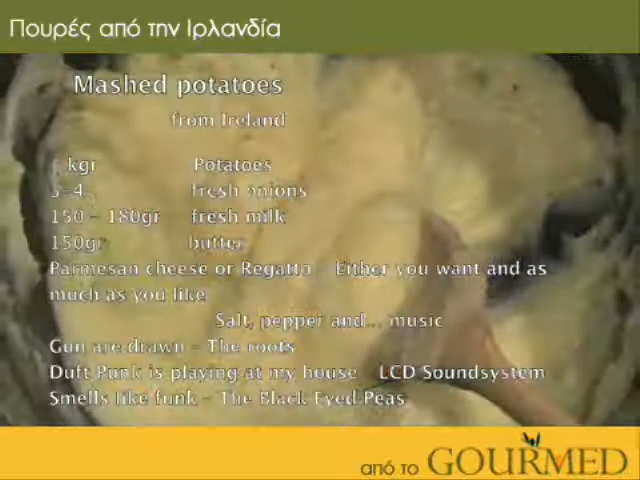 Πουρές από την Ιρλανδία
Mashed potatoes
from Ireland
1 kgr Potatoes
3-4 fresh onions
150 - 180gr fresh milk
150gr butter
Parmesan cheese or Regatto Either you want and as
much as you like
Salt, pepper and... music
Gun are drawn - The roots
Duft Punk is playing at my house LCD Soundsystem
Smells like funk - The Black Eyed Peas
από το GOURMED